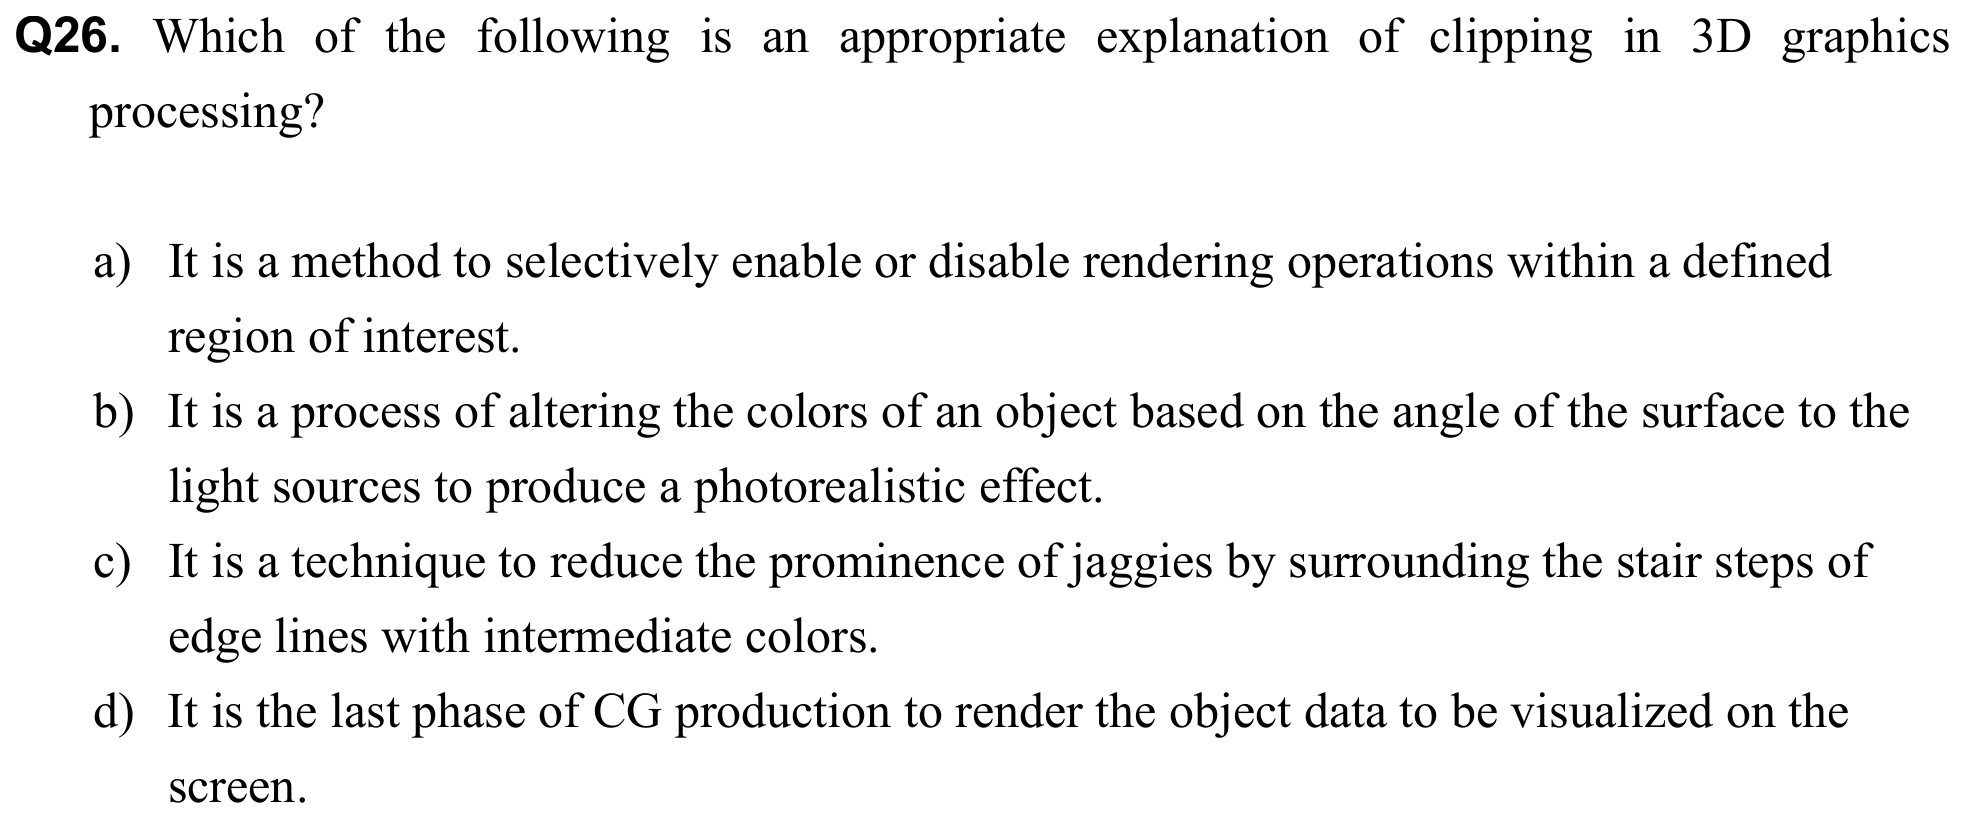 Q26. Which of the following is an appropriate explanation of clipping in 3D graphics
processing?
a) It is a method to selectively enable or disable rendering operations within a defined
region of interest.
b) It is a process of altering the colors of an object based on the angle of the surface to the
light sources to produce a photorealistic effect.
c) It is a technique to reduce the prominence of jaggies by surrounding the stair steps of
edge lines with intermediate colors.
d) It is the last phase of CG production to render the object data to be visualized on the
screen.